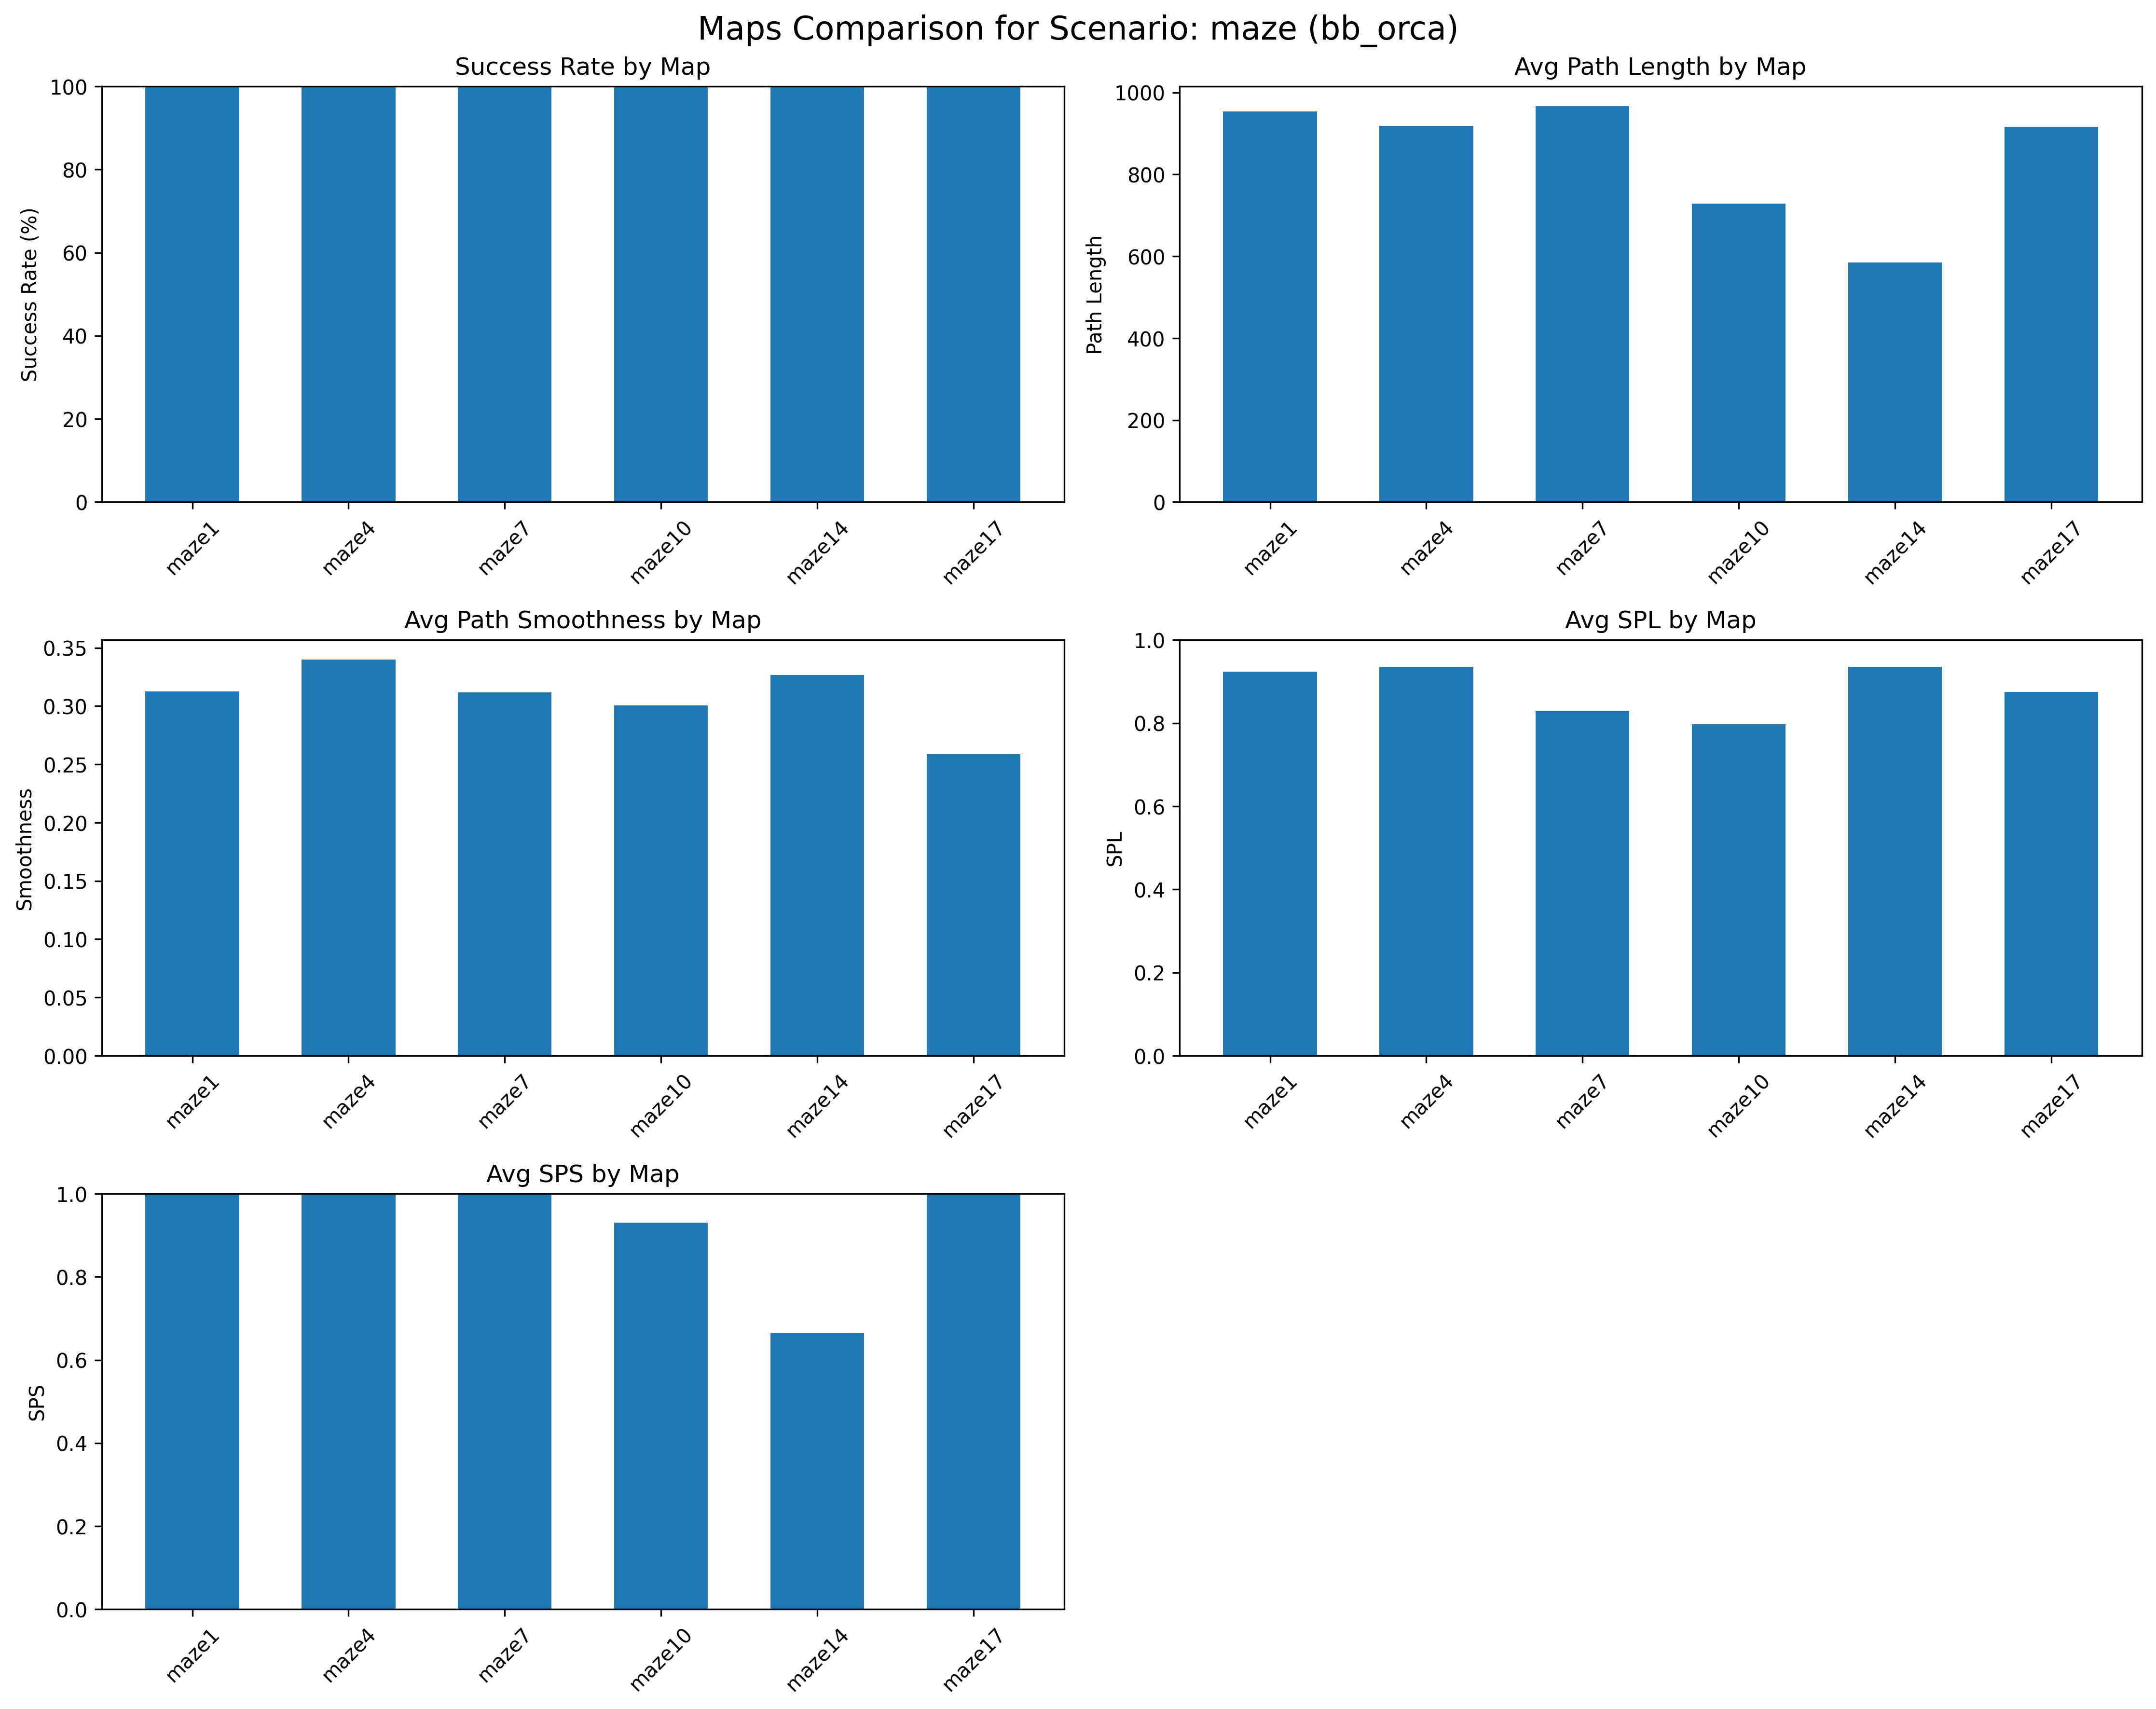 Maps Comparison for Scenario: maze (bb_orca)
Success Rate by Map
Success Rate (%)
100
80
60
40
20
0
maze1 maze4 maze7 maze10 maze14 maze17
Avg Path Length by Map
Path Length
1000
800
600
400
200
0
maze1 maze4 maze7 maze10 maze14 maze17
Avg Path Smoothness by Map
Smoothness
0.35
0.30
0.25
0.20
0.15
0.10
0.05
0.00
maze1 maze4 maze7 maze10 maze14 maze17
Avg SPL by Map
SPL
1.0
0.8
0.6
0.4
0.2
0.0
maze1 maze4 maze7 maze10 maze14 maze17
Avg SPS by Map
SPS
1.0
0.8
0.6
0.4
0.2
0.0
maze1 maze4 maze7 maze10 maze14 maze17